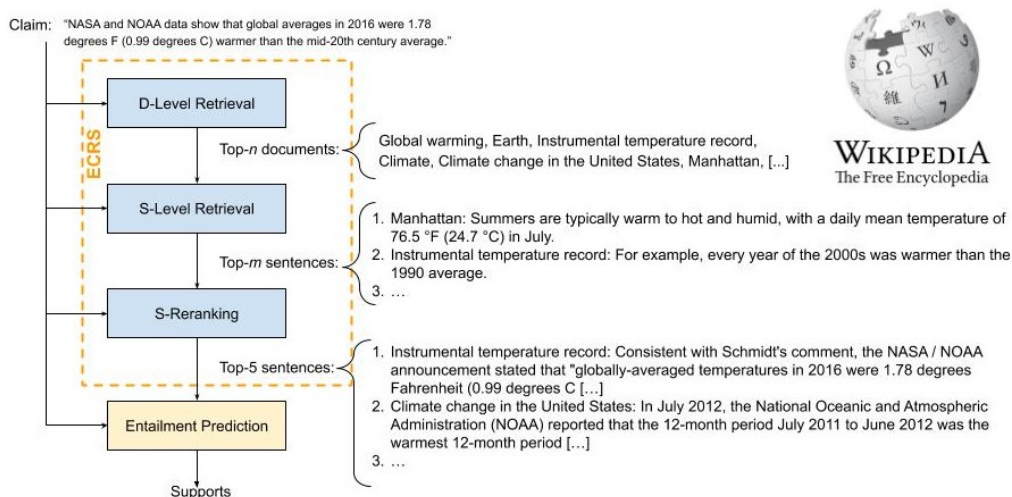 Claim: "NASA and NOAA data show that global averages in 2016 were 1.78
degrees F (0.99 degrees C) warmer than the mid-20th century average."
ECRS
D-Level Retrieval
Top-n documents:
Global warming, Earth, Instrumental temperature record,
Climate, Climate change in the United States, Manhattan, [...]
WIKIPEDIA
The Free Encyclopedia
S-Level Retrieval
Top-m sentences:
1. Manhattan: Summers are typically warm to hot and humid, with a daily mean temperature of
76.5 °F (24.7 °C) in July.
2. Instrumental temperature record: For example, every year of the 2000s was warmer than the
1990 average.
3. …
S-Reranking
Top-5 sentences:
1. Instrumental temperature record: Consistent with Schmidt's comment, the NASA / NOAA
announcement stated that "globally-averaged temperatures in 2016 were 1.78 degrees
Fahrenheit (0.99 degrees C […]
2. Climate change in the United States: In July 2012, the National Oceanic and Atmospheric
Administration (NOAA) reported that the 12-month period July 2011 to June 2012 was the
warmest 12-month period […]
3. …
Entailment Prediction
Supports
Ω
W
И
維